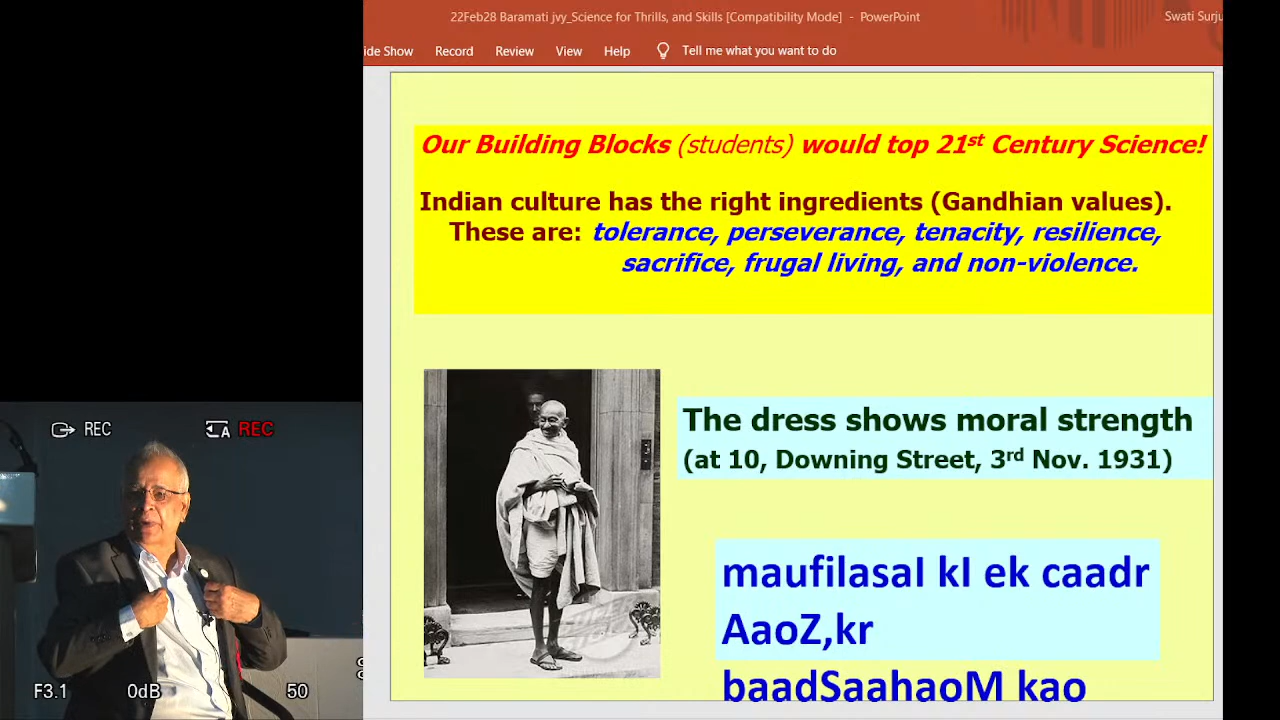 22Feb28 Baramati jvy_Science for Thrills, and Skills [Compatibility Mode] - PowerPoint
Swati Surju
ide Show Record Review View Help Tell me what you want to do
Our Building Blocks (students) would top 21st Century Science!
Indian culture has the right ingredients (Gandhian values).
These are: tolerance, perseverance, tenacity, resilience,
sacrifice, frugal living, and non-violence.
The dress shows moral strength
(at 10, Downing Street, 3rd Nov. 1931)
maufilasaI kI ek caadr
AaoZ,kr
baadSaahaoM kao
REC A REC
F3.1 0dB 50